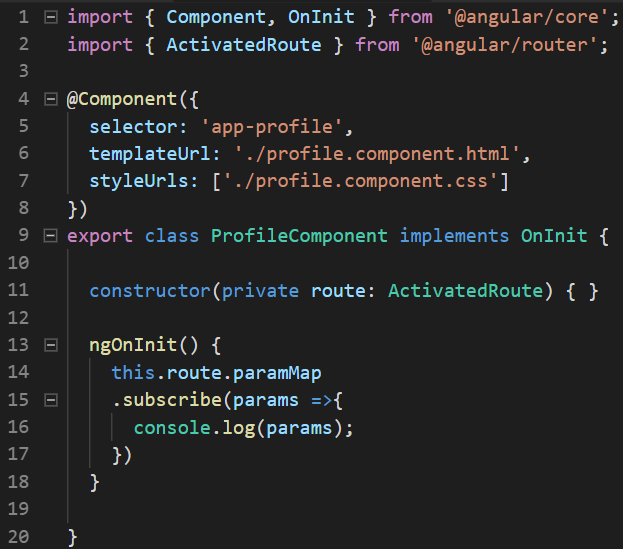 1 import { Component, OnInit } from '@angular/core';
2 import { ActivatedRoute } from '@angular/router';
3
4 @Component({
5   selector: 'app-profile',
6   templateUrl: './profile.component.html',
7   styleUrls: ['./profile.component.css']
8 })
9 export class ProfileComponent implements OnInit {
10
11   constructor(private route: ActivatedRoute) { }
12
13   ngOnInit() {
14     this.route.paramMap
15     .subscribe(params =>{
16       console.log(params);
17     })
18   }
19
20 }